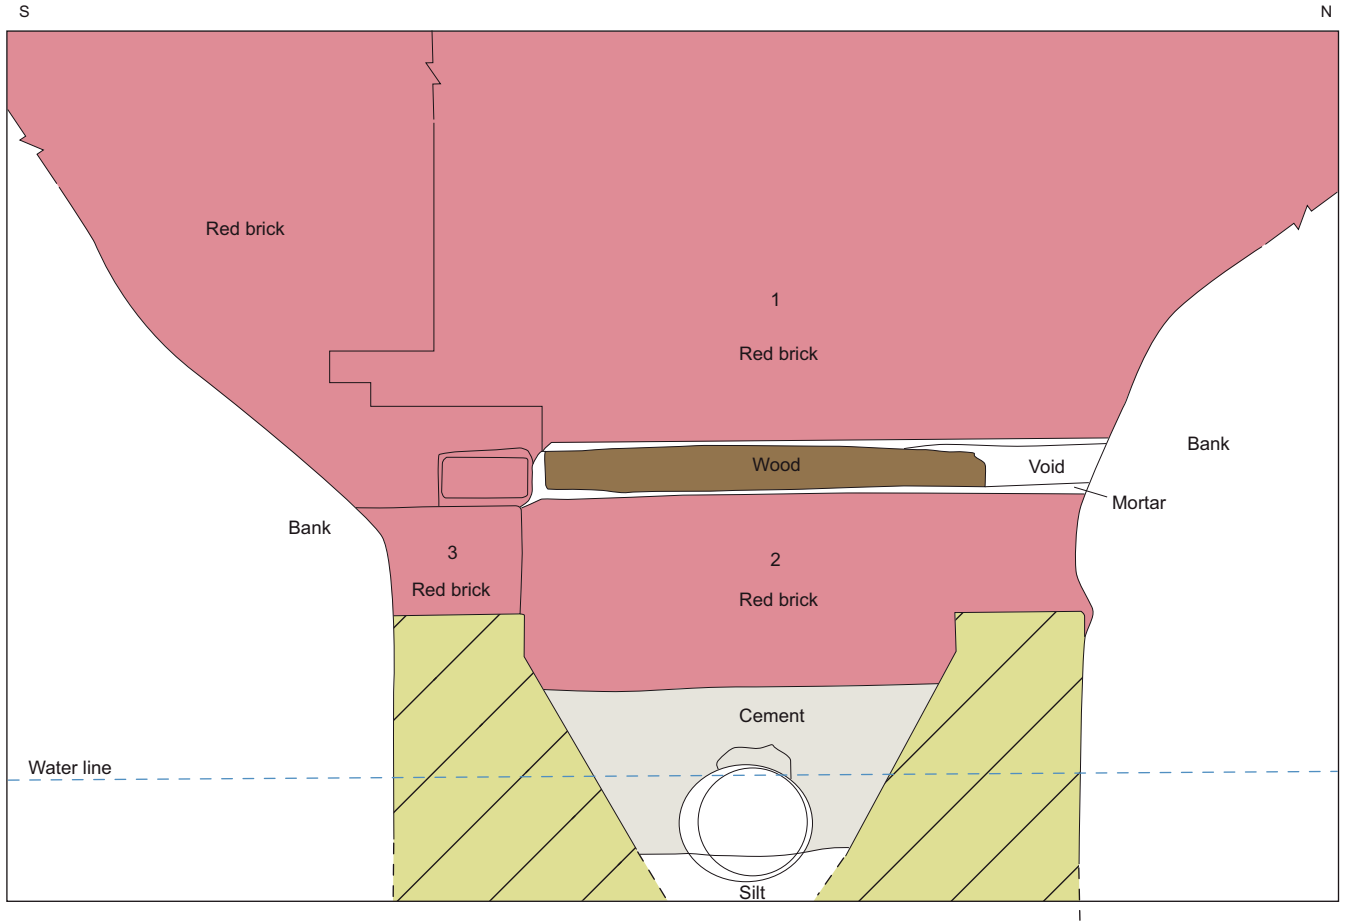 S
N
Red brick
1
Red brick
Bank
Wood
Void
Mortar
Bank
3
Red brick
2
Red brick
Cement
Water line
Silt